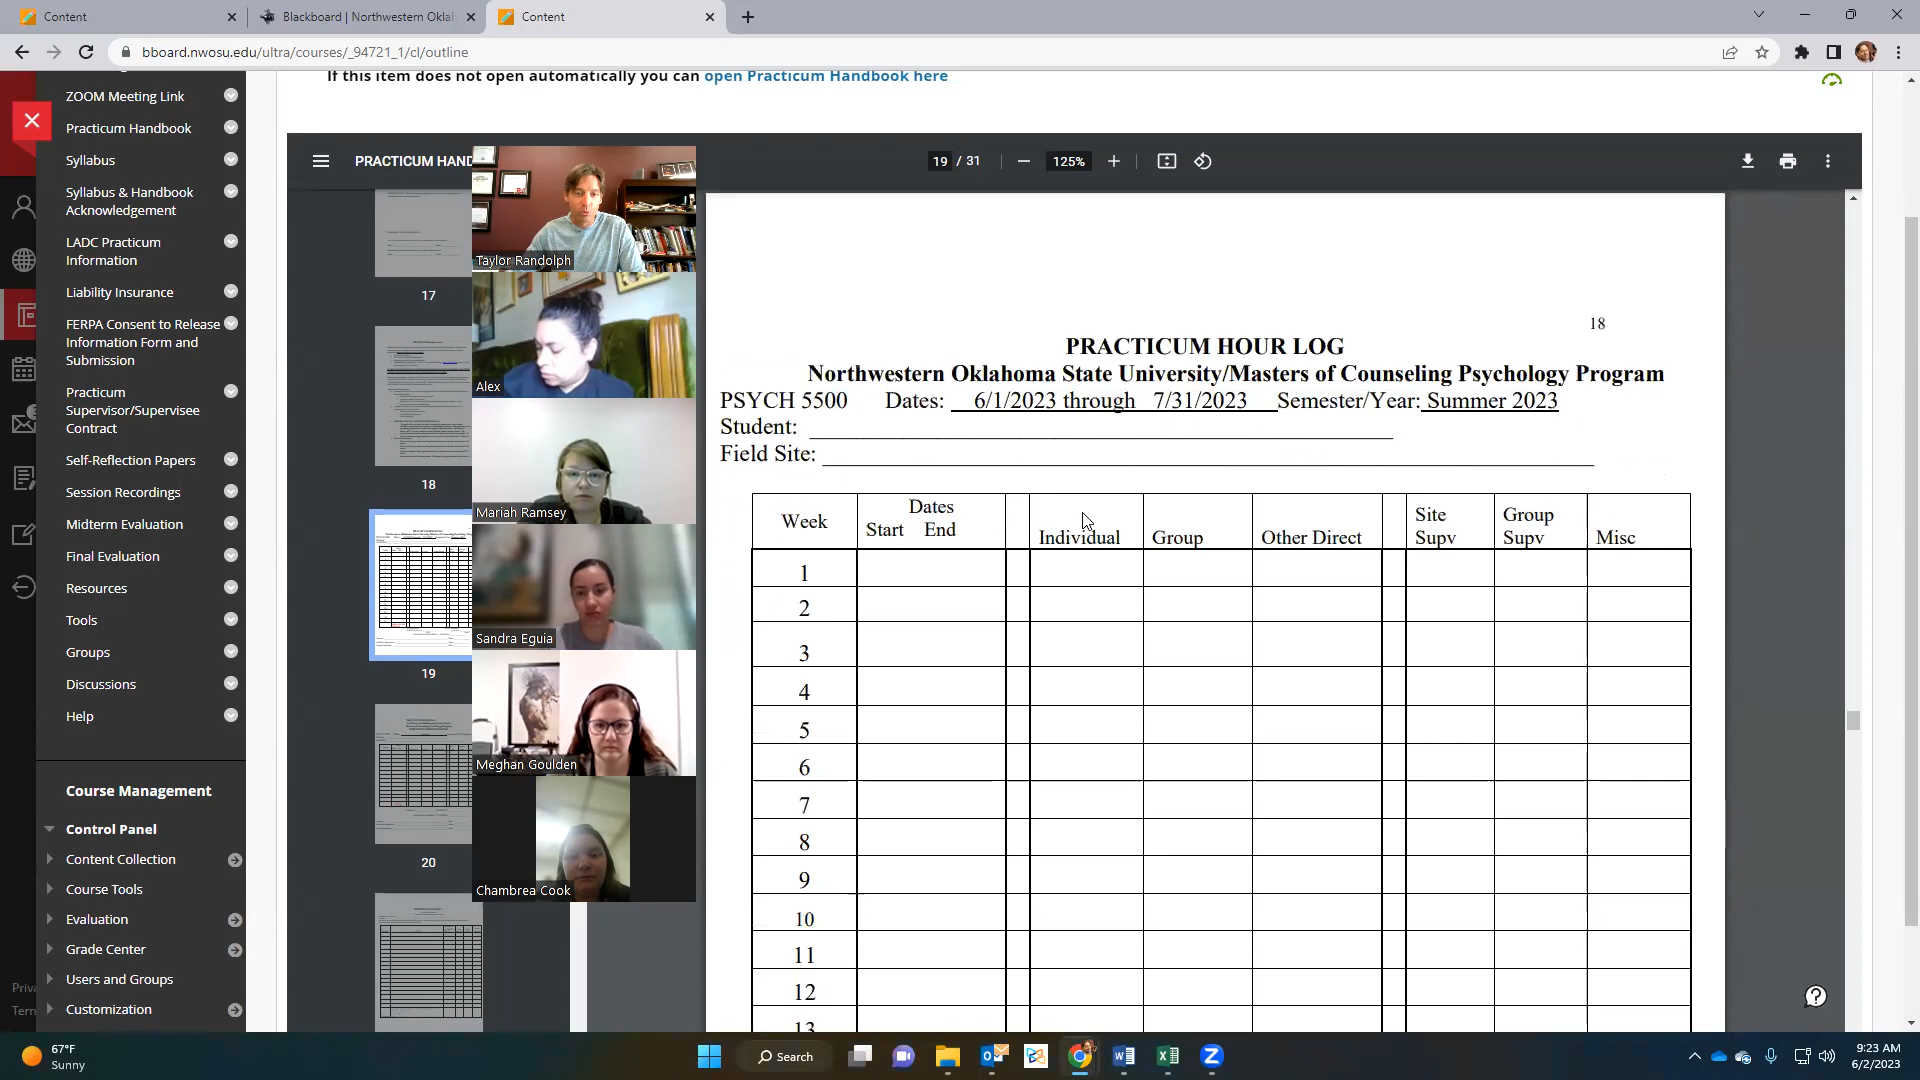 Content
Blackboard | Northwestern Oklah
Content
bboard.nwosu.edu/ultra/courses/_94721_1/cl/outline
If this item does not open automatically you can open Practicum Handbook here
ZOOM Meeting Link
Practicum Handbook
Syllabus
Syllabus & Handbook
Acknowledgement
LADC Practicum
Information
Liability Insurance
FERPA Consent to Release
Information Form and
Submission
Practicum
Supervisor/Supervisee
Contract
Self-Reflection Papers
Session Recordings
Midterm Evaluation
Final Evaluation
Resources
Tools
Groups
Discussions
Help
Course Management
Control Panel
Content Collection
Course Tools
Evaluation
Grade Center
Users and Groups
Customization
Priva
Term
PRACTICUM HAND
19 / 31
125%
17
18
19
20
Taylor Randolph
Alex
Mariah Ramsey
Sandra Eguia
Meghan Goulden
Chambrea Cook
18
PRACTICUM HOUR LOG
Northwestern Oklahoma State University/Masters of Counseling Psychology Program
PSYCH 5500 Dates: 6/1/2023 through 7/31/2023 Semester/Year: Summer 2023
Student:
Field Site:
Week Dates Start End Individual Group Other Direct Site Supv Group Supv Misc
1
2
3
4
5
6
7
8
9
10
11
12
13
67°F
Sunny
Search
9:23 AM
6/2/2023